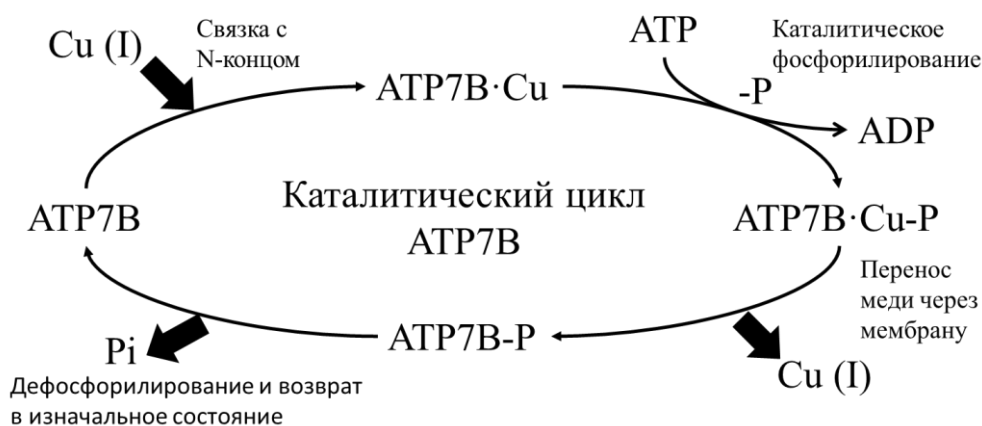 Cu (I)
Связка с
N-концом
ATP
Каталитическое
фосфорилирование
ATP7B·Cu
-P
ADP
Каталитический цикл
ATP7B
ATP7B
ATP7B·Cu-P
Перенос
меди через
мембрану
ATP7B-P
Pi
Cu (I)
Дефосфорилирование и возврат
в изначальное состояние